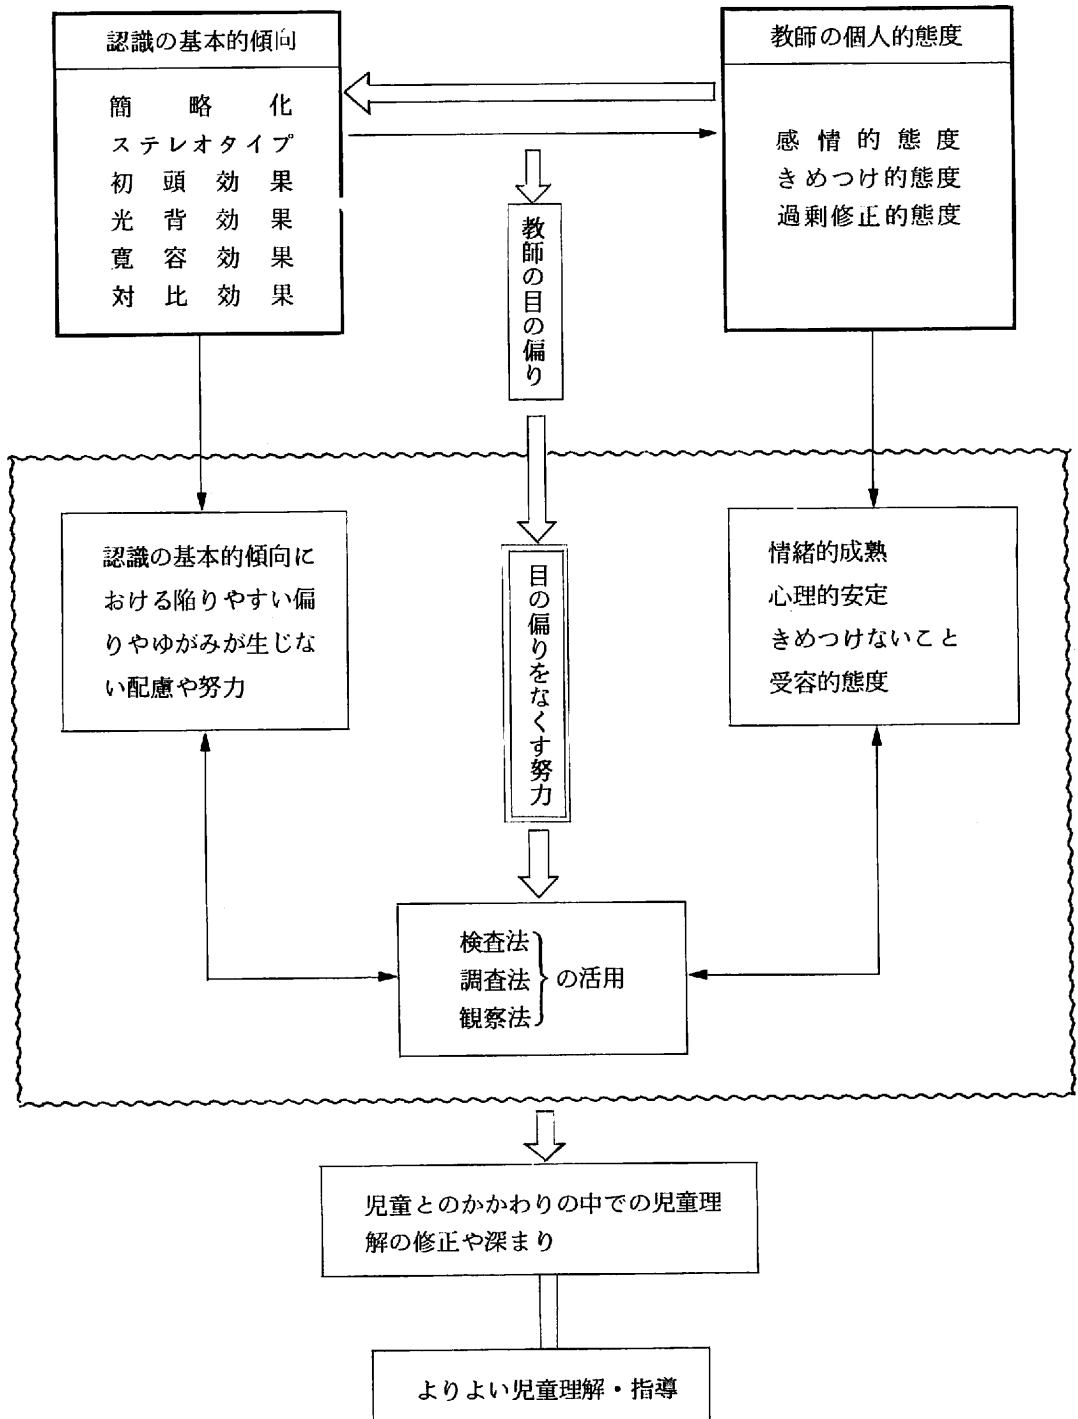 認識の基本的傾向
簡略化
ステレオタイプ
初頭効果
光背効果
寛容効果
対比効果
教師の個人的態度
感情的態度
きめつけ的態度
過剰修正的態度
教師の目の偏り
認識の基本的傾向に
おける陥りやすい偏
りやゆがみが生じな
い配慮や努力
目の偏りをなくす努力
情緒的成熟
心理的安定
きめつけないこと
受容的態度
検査法
調査法
観察法
の活用
児童とのかかわりの中での児童理
解の修正や深まり
よりよい児童理解・指導